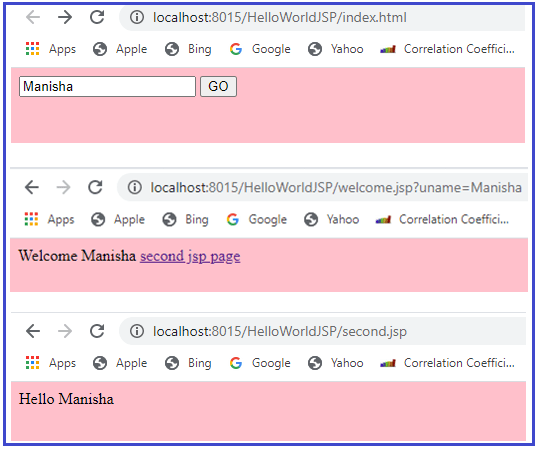 localhost:8015/HelloWorldJSP/index.html
Apps Apple Bing Google Yahoo Correlation Coeffici...
Manisha GO
localhost:8015/HelloWorldJSP/welcome.jsp?uname=Manisha
Apps Apple Bing Google Yahoo Correlation Coeffici...
Welcome Manisha second jsp page
localhost:8015/HelloWorldJSP/second.jsp
Apps Apple Bing Google Yahoo Correlation Coeffici...
Hello Manisha